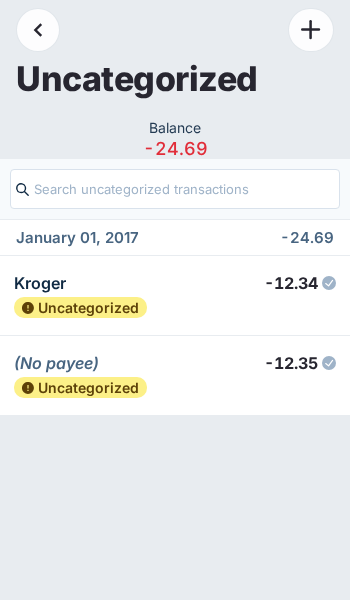 Uncategorized
Balance
-24.69
Search uncategorized transactions
January 01, 2017 -24.69
Kroger -12.34
Uncategorized
(No payee) -12.35
Uncategorized